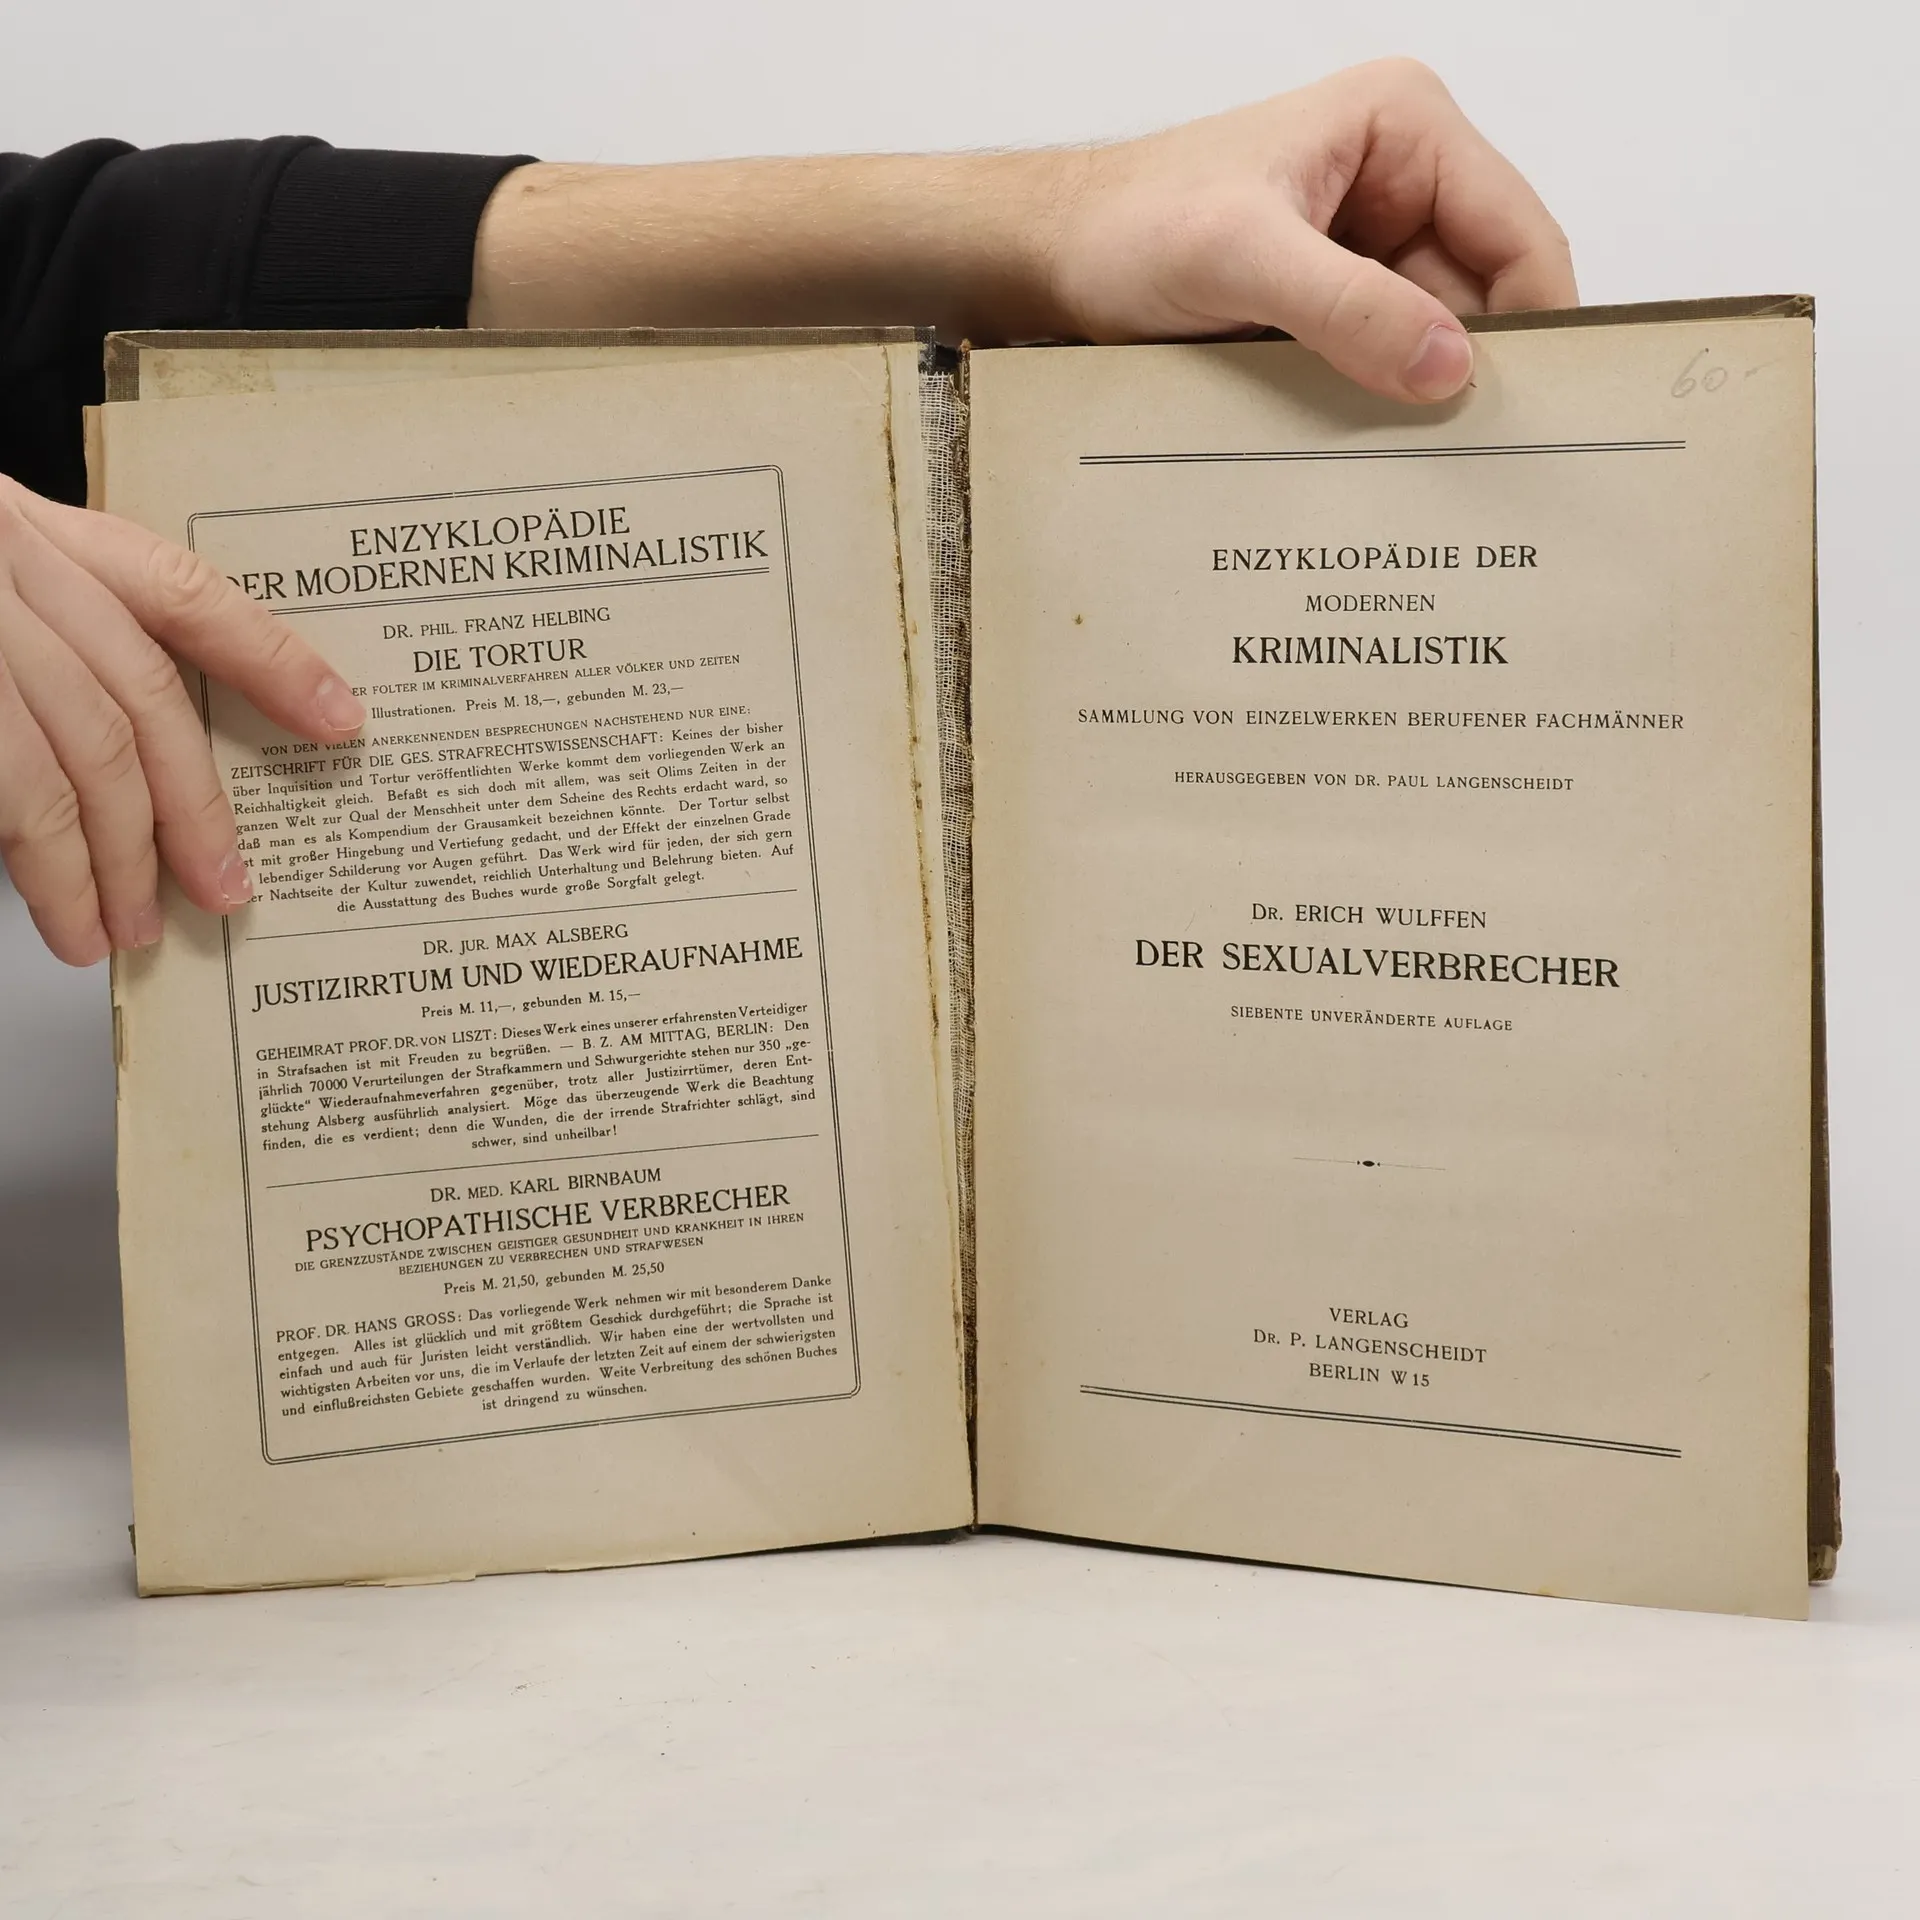 ENZYKLOPÄDIE
DER MODERNEN KRIMINALISTIK
DR. PHIL. FRANZ HELBING
DIE TORTUR
FOLTER IM KRIMINALVERFAHREN ALLER VÖLKER UND ZEITEN
Illustrationen. Preis M. 18,—, gebunden M. 23,—
VON DEN VIELEN ANERKENNENDEN BESPRECHUNGEN NACHSTEHEND NUR EINE:
ZEITSCHRIFT FÜR DIE GES. STRAFRECHTSWISSENSCHAFT: Keines der bisher
über Inquisition und Tortur veröffentlichten Werke kommt dem vorliegenden Werk an
Reichhaltigkeit gleich. Befaßt es sich doch mit allem, was seit Olims Zeiten in der
ganzen Welt zur Qual der Menschheit unter dem Scheine des Rechts erdacht ward, so
daß man es als Kompendium der Grausamkeit bezeichnen könnte. Der Tortur selbst
ist mit großer Hingebung und Vertiefung gedacht, und der Effekt der einzelnen Grade
lebendiger Schilderung vor Augen geführt. Das Werk wird für jeden, der sich gern
der Nachtseite der Kultur zuwendet, reichlich Unterhaltung und Belehrung bieten. Auf
die Ausstattung des Buches wurde große Sorgfalt gelegt.
DR. JUR. MAX ALSBERG
JUSTIZIRRTUM UND WIEDERAUFNAHME
Preis M. 11,—, gebunden M. 15,—
GEHEIMRAT PROF. DR. VON LISZT: Dieses Werk eines unserer erfahrensten Verteidiger
in Strafsachen ist mit Freuden zu begrüßen. — B. Z. AM MITTAG, BERLIN: Den
jährlich 70000 Verurteilungen der Strafkammern und Schwurgerichte stehen nur 350 „ge-
glückte“ Wiederaufnahmeverfahren gegenüber, trotz aller Justizirrtümer, deren Ent-
stehung Alsberg ausführlich analysiert. Möge das überzeugende Werk die Beachtung
finden, die es verdient; denn die Wunden, die der irrende Strafrichter schlägt, sind
schwer, sind unheilbar!
DR. MED. KARL BIRNBAUM
PSYCHOPATHISCHE VERBRECHER
DIE GRENZZUSTÄNDE ZWISCHEN GEISTIGER GESUNDHEIT UND KRANKHEIT IN IHREN
BEZIEHUNGEN ZU VERBRECHEN UND STRAFWESEN
Preis M. 21,50, gebunden M. 25,50
PROF. DR. HANS GROSS: Das vorliegende Werk nehmen wir mit besonderem Danke
entgegen. Alles ist glücklich und mit größtem Geschick durchgeführt; die Sprache ist
einfach und auch für Juristen leicht verständlich. Wir haben eine der wertvollsten und
wichtigsten Arbeiten vor uns, die im Verlaufe der letzten Zeit auf einem der schwierigsten
und einflußreichsten Gebiete geschaffen wurden. Weite Verbreitung des schönen Buches
ist dringend zu wünschen.
60-
ENZYKLOPÄDIE DER
MODERNEN
KRIMINALISTIK
SAMMLUNG VON EINZELWERKEN BERUFENER FACHMÄNNER
HERAUSGEGEBEN VON DR. PAUL LANGENSCHEIDT
DR. ERICH WULFFEN
DER SEXUALVERBRECHER
SIEBENTE UNVERÄNDERTE AUFLAGE
VERLAG
DR. P. LANGENSCHEIDT
BERLIN W 15